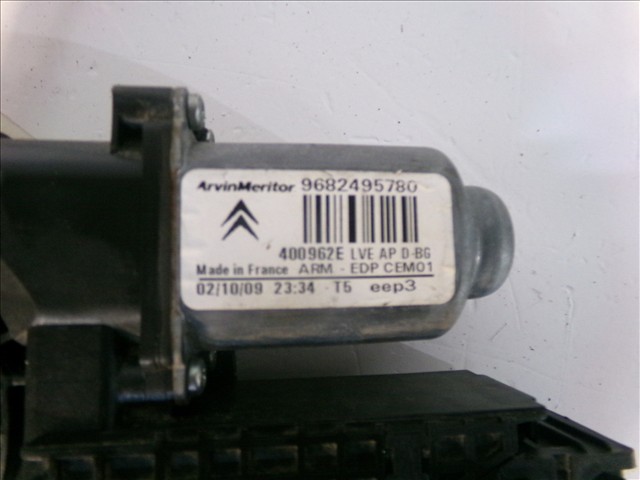 ArvinMeritor 9682495780
400962E LVE AP D-BG
Made in France ARM - EDP CEM01
02/10/09 23:34 T5 eep3